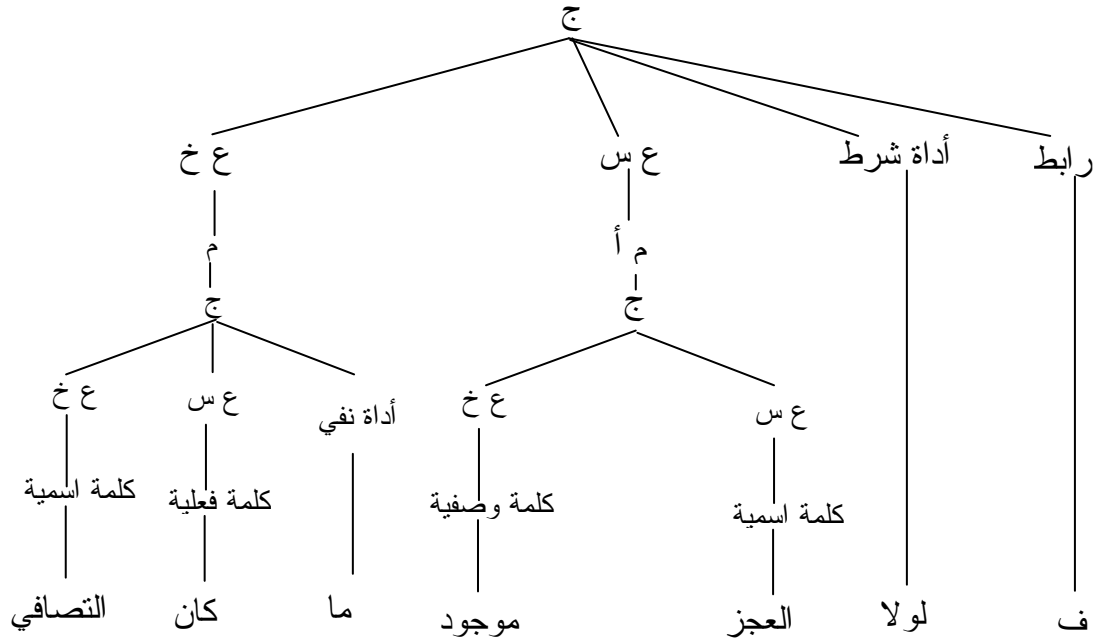 ج
رابط أداة شرط ع س ع خ
م أ م
ج ج
ع س ع خ أداة نفي ع س ع خ
كلمة اسمية كلمة وصفية كلمة فعلية كلمة اسمية
ف لولا العجز موجود ما كان التصافي